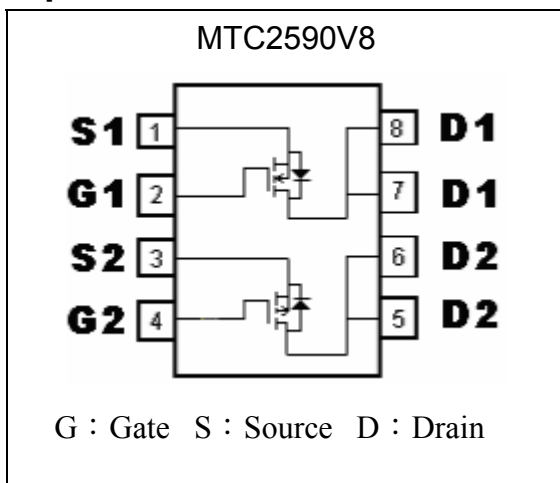 MTC2590V8
S1 1 8 D1
G1 2 7 D1
S2 3 6 D2
G2 4 5 D2
G：Gate S：Source D：Drain